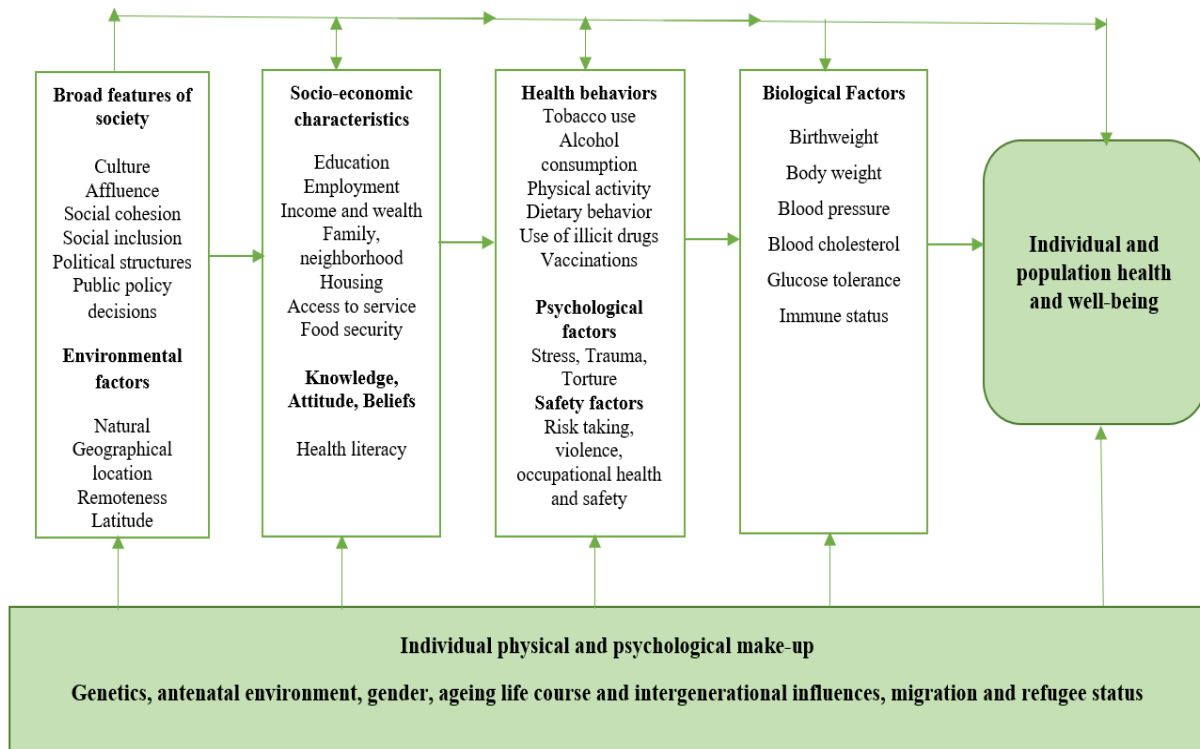 Broad features of
society
Culture
Affluence
Social cohesion
Social inclusion
Political structures
Public policy
decisions
Environmental
factors
Natural
Geographical
location
Remoteness
Latitude
Socio-economic
characteristics
Education
Employment
Income and wealth
Family,
neighborhood
Housing
Access to service
Food security
Knowledge,
Attitude, Beliefs
Health literacy
Health behaviors
Tobacco use
Alcohol
consumption
Physical activity
Dietary behavior
Use of illicit drugs
Vaccinations
Psychological
factors
Stress, Trauma,
Torture
Safety factors
Risk taking,
violence,
occupational health
and safety
Biological Factors
Birthweight
Body weight
Blood pressure
Blood cholesterol
Glucose tolerance
Immune status
Individual and
population health
and well-being
Individual physical and psychological make-up
Genetics, antenatal environment, gender, ageing life course and intergenerational influences, migration and refugee status